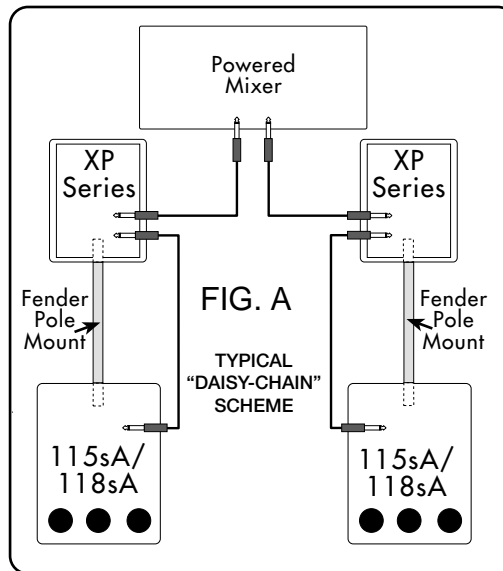 Powered
Mixer
XP
Series
XP
Series
Fender
Pole
Mount
FIG. A
Fender
Pole
Mount
TYPICAL
“DAISY-CHAIN”
SCHEME
115sA/
118sA
115sA/
118sA